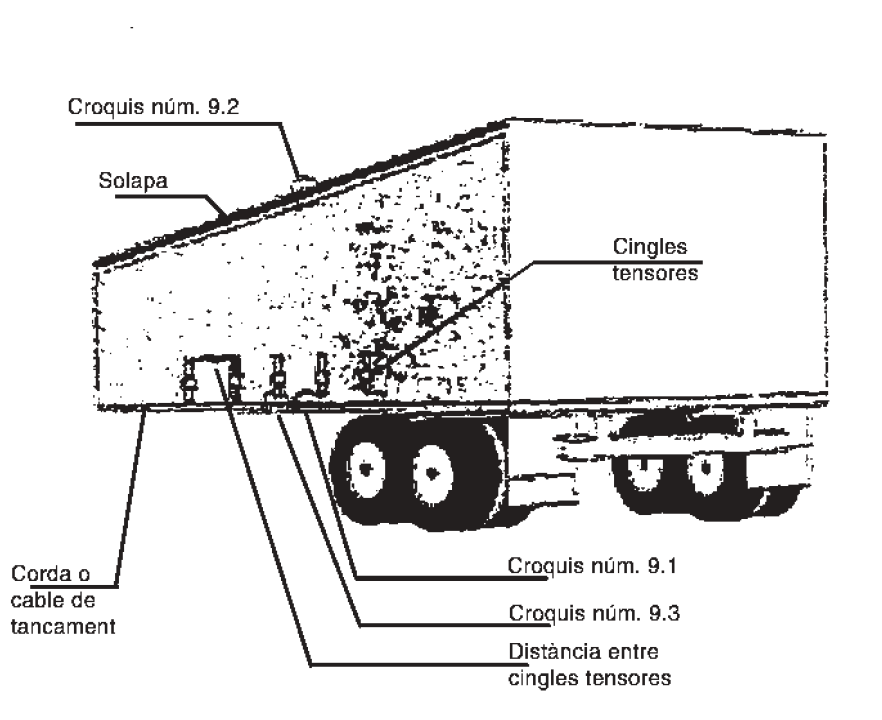 Croquis núm. 9.2
Solapa
Cingles
tensores
Corda o
cable de
tancament
Croquis núm. 9.1
Croquis núm. 9.3
Distància entre
cingles tensores